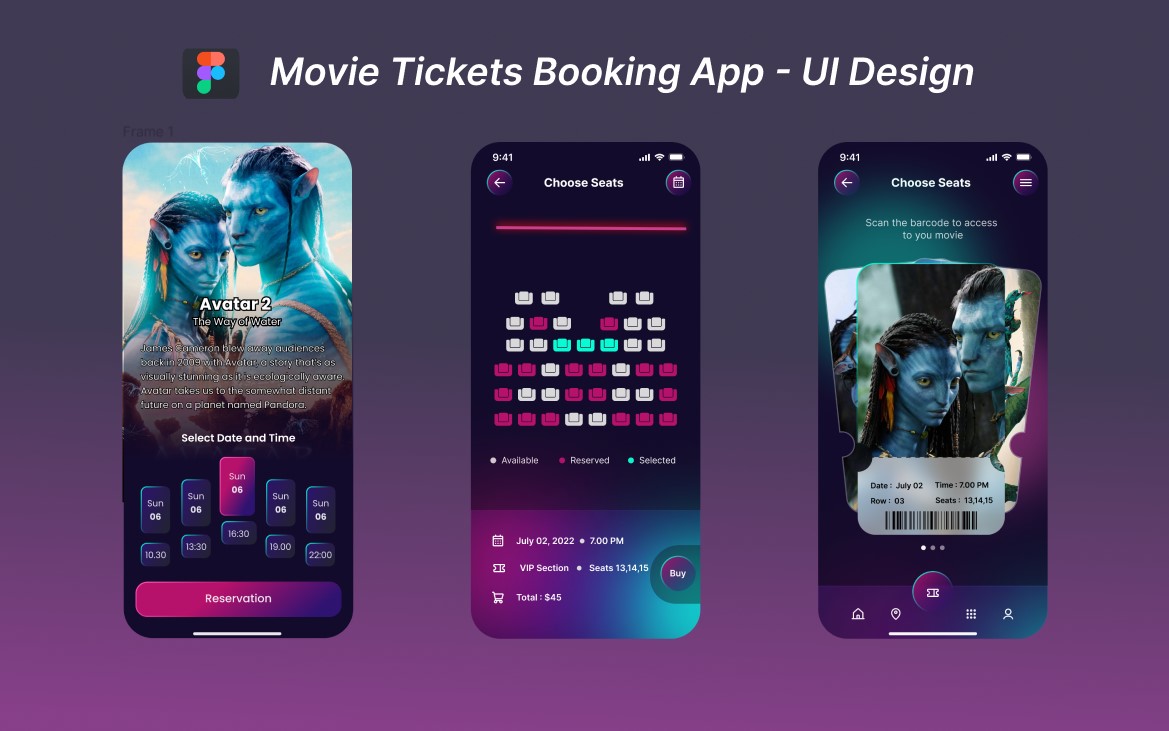 Movie Tickets Booking App - UI Design
Frame 1
Avatar 2
The Way of Water
James Cameron blew away audiences
back in 2009 with Avatar, a story that's as
visually stunning as it is ecologically aware.
Avatar takes us to the somewhat distant
future on a planet named Pandora.
Select Date and Time
Sun
06
Sun
06
Sun
06
Sun
06
Sun
06
10.30
13:30
16:30
19.00
22:00
Reservation
9:41
Choose Seats
Available
Reserved
Selected
July 02, 2022
7.00 PM
VIP Section
Seats 13,14,15
Total : $45
Buy
9:41
Choose Seats
Scan the barcode to access
to you movie
Date : July 02
Time : 7.00 PM
Row : 03
Seats : 13,14,15